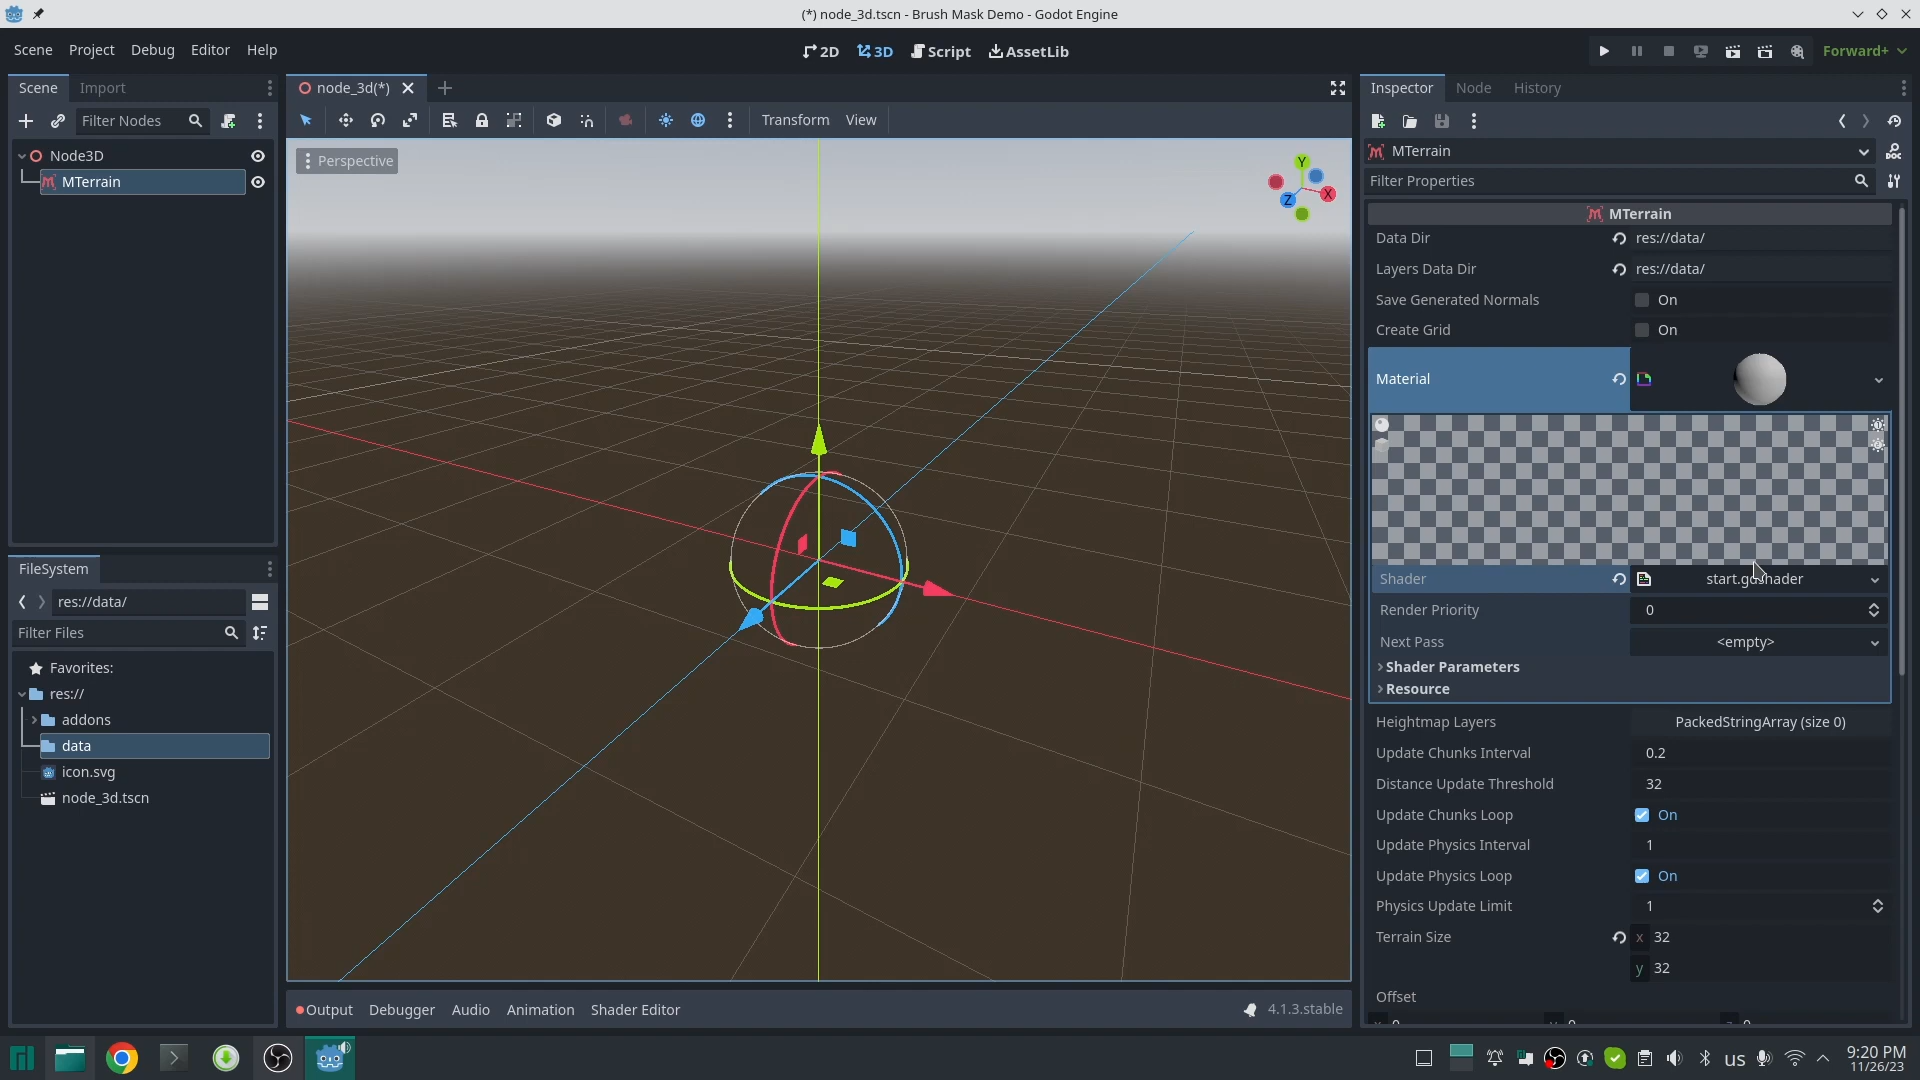 (*) node_3d.tscn - Brush Mask Demo - Godot Engine
Scene Project Debug Editor Help
2D 3D Script AssetLib
Forward+
Scene Import
Filter Nodes
Node3D
MTerrain
FileSystem
res://data/
Filter Files
Favorites:
res://
addons
data
icon.svg
node_3d.tscn
node_3d(*)
Transform View
Perspective
Y
X
Z
Output Debugger Audio Animation Shader Editor
4.1.3.stable
Inspector Node History
MTerrain
DOC
Filter Properties
MTerrain
Data Dir res://data/
Layers Data Dir res://data/
Save Generated Normals On
Create Grid On
Material
Shader
Render Priority 0
Next Pass <empty>
Shader Parameters
Resource
Heightmap Layers PackedStringArray (size 0)
Update Chunks Interval 0.2
Distance Update Threshold 32
Update Chunks Loop On
Update Physics Interval 1
Update Physics Loop On
Physics Update Limit 1
Terrain Size x 32
y 32
Offset
us
9:20 PM
11/26/23